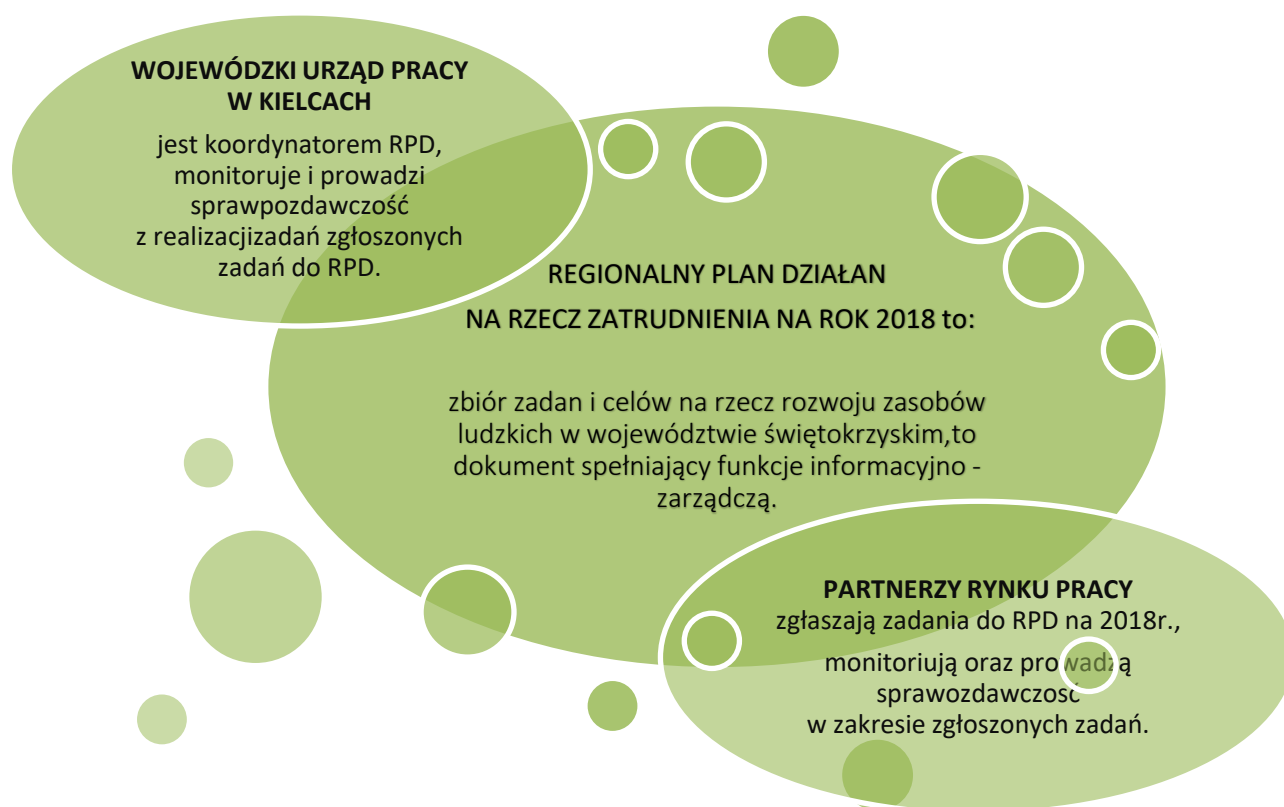 WOJEWÓDZKI URZĄD PRACY
W KIELCACH
jest koordynatorem RPD,
monitoruje i prowadzi
sprawpozdawczość
z realizacjizadań zgłoszonych
zadań do RPD.
REGIONALNY PLAN DZIAŁAN
NA RZECZ ZATRUDNIENIA NA ROK 2018 to:
zbiór zadan i celów na rzecz rozwoju zasobów
ludzkich w województwie świętokrzyskim,to
dokument spełniający funkcje informacyjno -
zarządczą.
PARTNERZY RYNKU PRACY
zgłaszają zadania do RPD na 2018r.,
monitoriują oraz prowadzą
sprawozdawczosć
w zakresie zgłoszonych zadań.